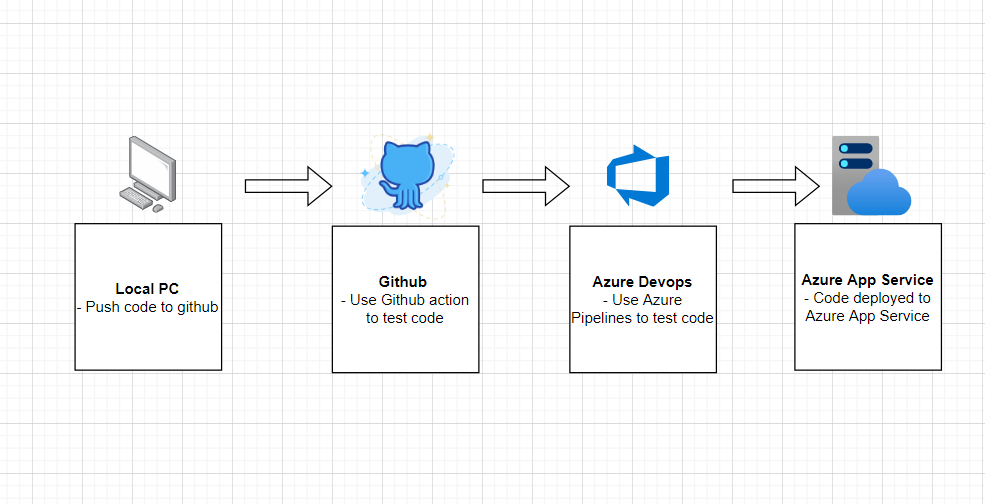 Local PC
- Push code to github
Github
- Use Github action
to test code
Azure Devops
- Use Azure
Pipelines to test code
Azure App Service
- Code deployed to
Azure App Service